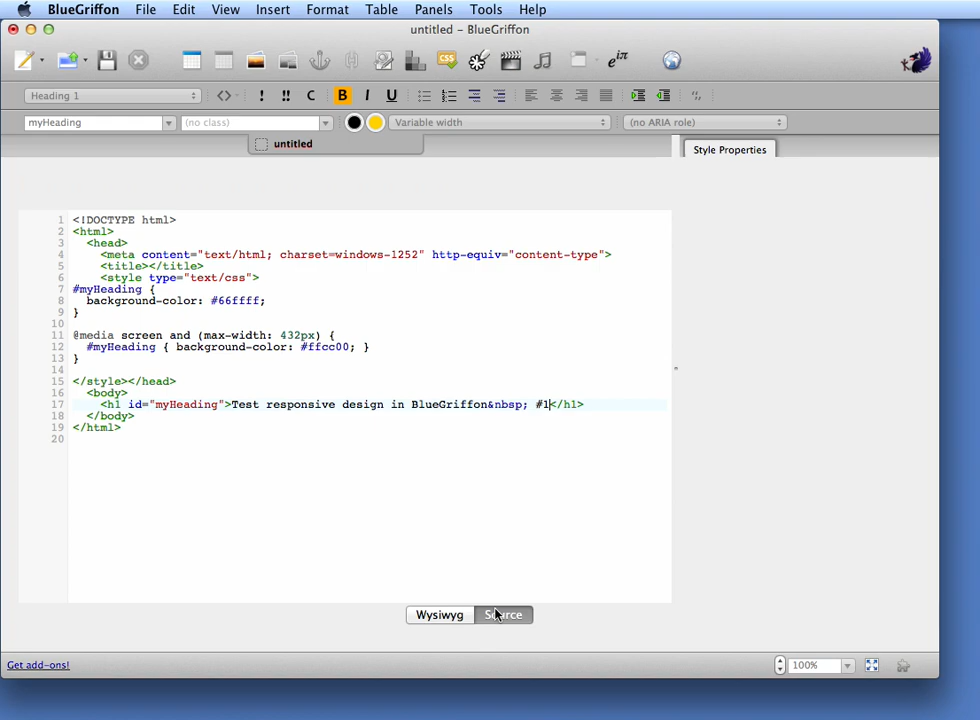 BlueGriffon File Edit View Insert Format Table Panels Tools Help
untitled – BlueGriffon
CSS eiπ
Heading 1 <> ! !! C B I U
myHeading (no class) Variable width (no ARIA role)
untitled Style Properties
1 <!DOCTYPE html>
2 <html>
3 <head>
4 <meta content="text/html; charset=windows-1252" http-equiv="content-type">
5 <title></title>
6 <style type="text/css">
7 #myHeading {
8 background-color: #66ffff;
9 }
10
11 @media screen and (max-width: 432px) {
12 #myHeading { background-color: #ffcc00; }
13 }
14
15 </style></head>
16 <body>
17 <h1 id="myHeading">Test responsive design in BlueGriffon&nbsp; #1</h1>
18 </body>
19 </html>
20
Wysiwyg Source
Get add-ons! 100%